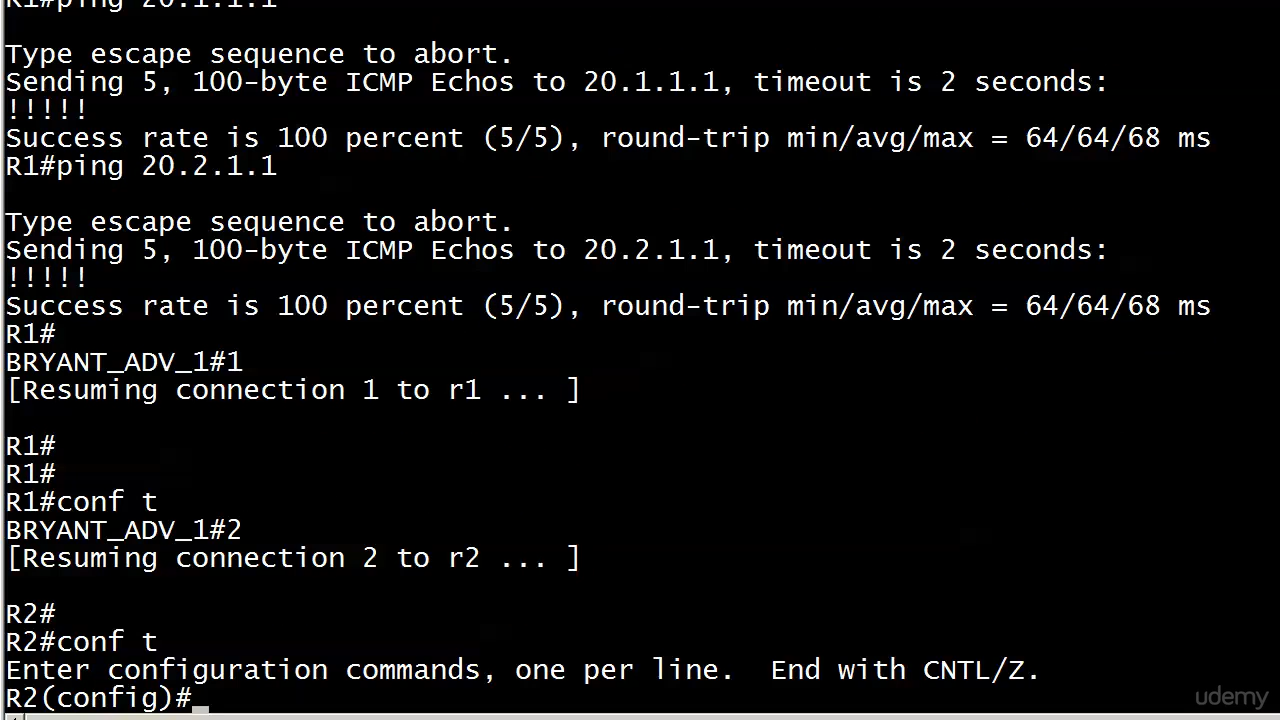 R1#ping 20.1.1.1
Type escape sequence to abort.
Sending 5, 100-byte ICMP Echos to 20.1.1.1, timeout is 2 seconds:
!!!!!
Success rate is 100 percent (5/5), round-trip min/avg/max = 64/64/68 ms
R1#ping 20.2.1.1
Type escape sequence to abort.
Sending 5, 100-byte ICMP Echos to 20.2.1.1, timeout is 2 seconds:
!!!!!
Success rate is 100 percent (5/5), round-trip min/avg/max = 64/64/68 ms
R1#
BRYANT_ADV_1#1
[Resuming connection 1 to r1 ... ]
R1#
R1#
R1#conf t
BRYANT_ADV_1#2
[Resuming connection 2 to r2 ... ]
R2#
R2#conf t
Enter configuration commands, one per line.  End with CNTL/Z.
R2(config)#
udemy